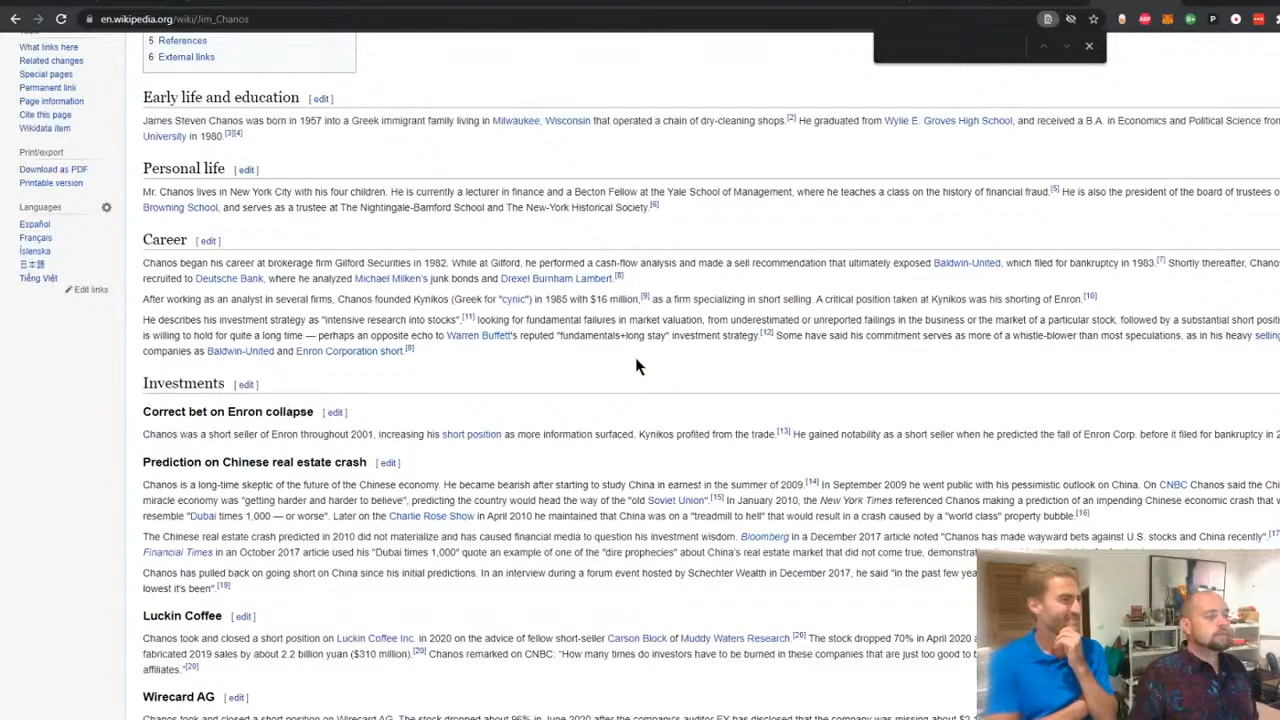 en.wikipedia.org/wiki/Jim_Chanos
What links here
Related changes
Special pages
Permanent link
Page information
Cite this page
Wikidata item
Print/export
Download as PDF
Printable version
Languages
Español
Français
Íslenska
日本語
Tiếng Việt
Edit links
5 References
6 External links
Early life and education [ edit ]
James Steven Chanos was born in 1957 into a Greek immigrant family living in Milwaukee, Wisconsin that operated a chain of dry-cleaning shops.[2] He graduated from Wylie E. Groves High School, and received a B.A. in Economics and Political Science from
University in 1980.[3][4]
Personal life [ edit ]
Mr. Chanos lives in New York City with his four children. He is currently a lecturer in finance and a Becton Fellow at the Yale School of Management, where he teaches a class on the history of financial fraud.[5] He is also the president of the board of trustees o
Browning School, and serves as a trustee at The Nightingale-Bamford School and The New-York Historical Society.[6]
Career [ edit ]
Chanos began his career at brokerage firm Gilford Securities in 1982. While at Gilford, he performed a cash-flow analysis and made a sell recommendation that ultimately exposed Baldwin-United, which filed for bankruptcy in 1983.[7] Shortly thereafter, Chano
recruited to Deutsche Bank, where he analyzed Michael Milken's junk bonds and Drexel Burnham Lambert.[8]
After working as an analyst in several firms, Chanos founded Kynikos (Greek for "cynic") in 1985 with $16 million,[9] as a firm specializing in short selling. A critical position taken at Kynikos was his shorting of Enron.[10]
He describes his investment strategy as "intensive research into stocks",[11] looking for fundamental failures in market valuation, from underestimated or unreported failings in the business or the market of a particular stock, followed by a substantial short positi
is willing to hold for quite a long time — perhaps an opposite echo to Warren Buffett's reputed "fundamentals+long stay" investment strategy.[12] Some have said his commitment serves as more of a whistle-blower than most speculations, as in his heavy selling
companies as Baldwin-United and Enron Corporation short.[8]
Investments [ edit ]
Correct bet on Enron collapse [ edit ]
Chanos was a short seller of Enron throughout 2001, increasing his short position as more information surfaced. Kynikos profited from the trade.[13] He gained notability as a short seller when he predicted the fall of Enron Corp. before it filed for bankruptcy in 2
Prediction on Chinese real estate crash [ edit ]
Chanos is a long-time skeptic of the future of the Chinese economy. He became bearish after starting to study China in earnest in the summer of 2009.[14] In September 2009 he went public with his pessimistic outlook on China. On CNBC Chanos said the Chi
miracle economy was "getting harder and harder to believe", predicting the country would head the way of the "old Soviet Union".[15] In January 2010, the New York Times referenced Chanos making a prediction of an impending Chinese economic crash that w
resemble "Dubai times 1,000 — or worse". Later on the Charlie Rose Show in April 2010 he maintained that China was on a "treadmill to hell" that would result in a crash caused by a "world class" property bubble.[16]
The Chinese real estate crash predicted in 2010 did not materialize and has caused financial media to question his investment wisdom. Bloomberg in a December 2017 article noted "Chanos has made wayward bets against U.S. stocks and China recently".[17
Financial Times in an October 2017 article used his "Dubai times 1,000" quote an example of one of the "dire prophecies" about China's real estate market that did not come true, demonstrat
Chanos has pulled back on going short on China since his initial predictions. In an interview during a forum event hosted by Schechter Wealth in December 2017, he said "in the past few yea
lowest it's been".[19]
Luckin Coffee [ edit ]
Chanos took and closed a short position on Luckin Coffee Inc. in 2020 on the advice of fellow short-seller Carson Block of Muddy Waters Research.[20] The stock dropped 70% in April 2020 a
fabricated 2019 sales by about 2.2 billion yuan ($310 million).[20] Chanos remarked on CNBC: "How many times do investors have to be burned in these companies that are just too good to b
affiliates."[20]
Wirecard AG [ edit ]
Chanos took and closed a short position on Wirecard AG. The stock dropped about 96% in June 2020 after the company's auditor EY has disclosed that the company was missing about $2